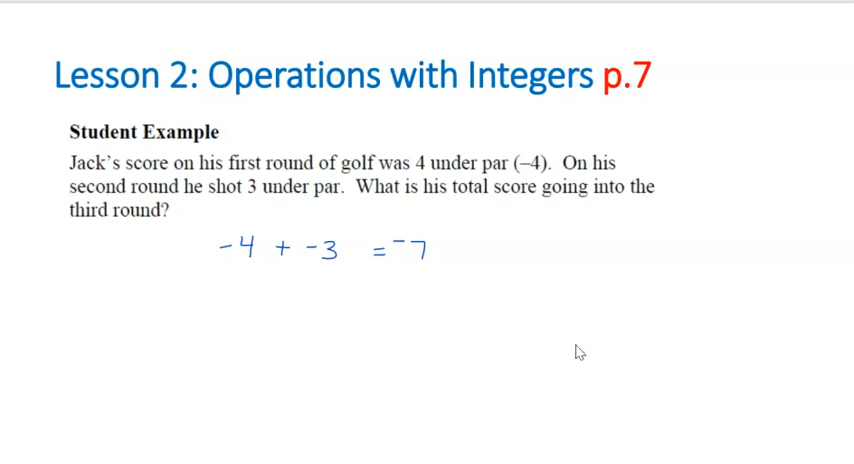 Lesson 2: Operations with Integers p.7
Student Example
Jack's score on his first round of golf was 4 under par (–4). On his
second round he shot 3 under par. What is his total score going into the
third round?
-4 + -3 = -7